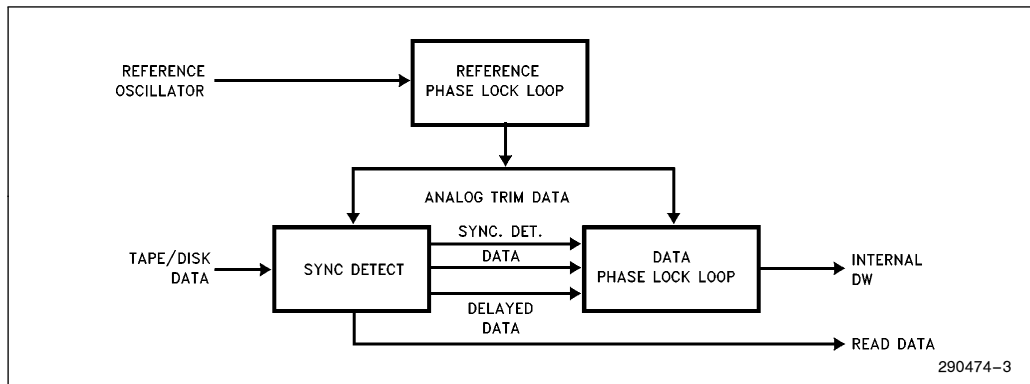 REFERENCE
OSCILLATOR
REFERENCE
PHASE LOCK LOOP
ANALOG TRIM DATA
TAPE/DISK
DATA
SYNC DETECT
SYNC. DET.
DATA
DELAYED
DATA
DATA
PHASE LOCK LOOP
INTERNAL
DW
READ DATA
290474–3